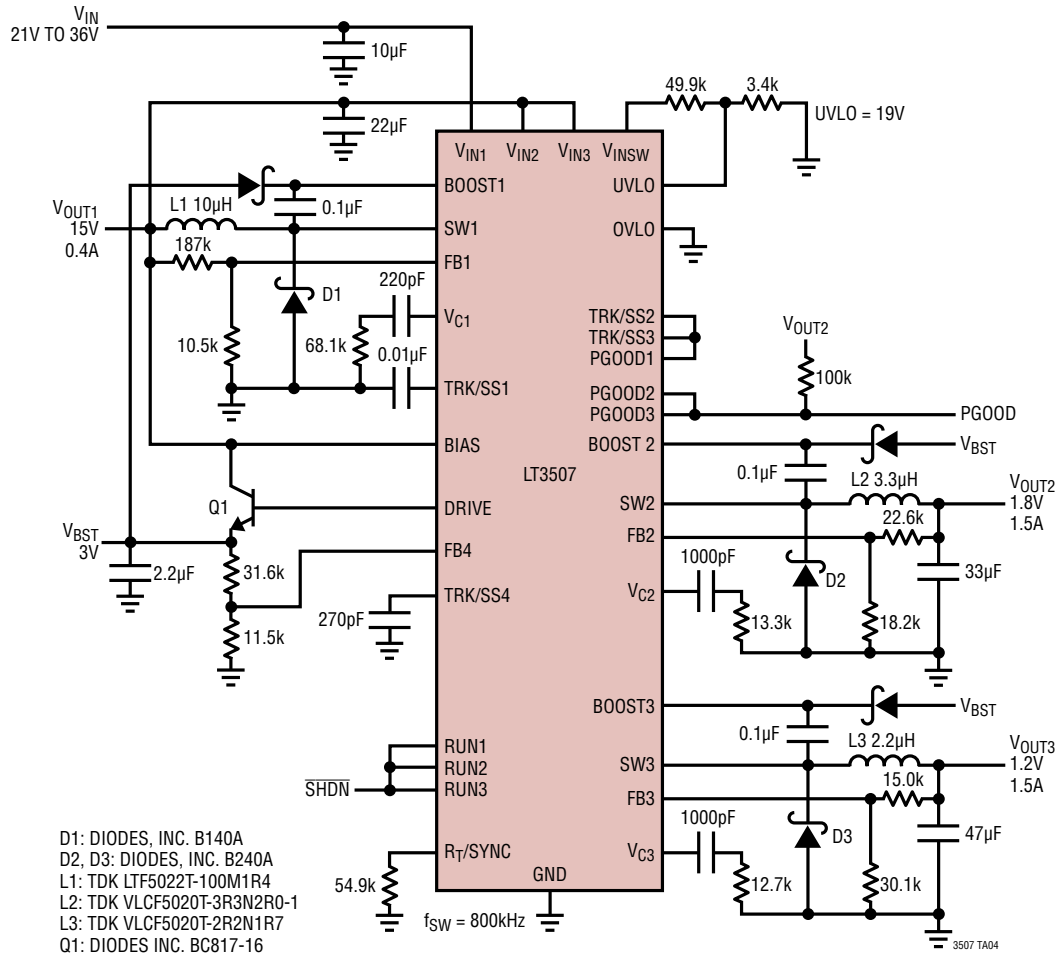 VIN
21V TO 36V
10µF
22µF
49.9k
3.4k
UVLO = 19V
VIN1
VIN2
VIN3
VINSW
BOOST1
UVLO
0.1µF
VOUT1
15V
0.4A
L1 10µH
SW1
OVLO
187k
FB1
D1
220pF
VC1
10.5k
68.1k
0.01µF
TRK/SS1
TRK/SS2
TRK/SS3
PGOOD1
VOUT2
100k
PGOOD2
PGOOD3
PGOOD
BIAS
BOOST 2
VBST
LT3507
0.1µF
L2 3.3µH
Q1
DRIVE
SW2
VOUT2
1.8V
1.5A
22.6k
VBST
3V
FB4
FB2
2.2µF
31.6k
1000pF
D2
33µF
TRK/SS4
VC2
270pF
11.5k
13.3k
18.2k
BOOST3
VBST
0.1µF
L3 2.2µH
RUN1
RUN2
RUN3
SHDN
SW3
VOUT3
1.2V
1.5A
15.0k
FB3
1000pF
D3
47µF
RT/SYNC
VC3
54.9k
GND
12.7k
30.1k
fSW = 800kHz
D1: DIODES, INC. B140A
D2, D3: DIODES, INC. B240A
L1: TDK LTF5022T-100M1R4
L2: TDK VLCF5020T-3R3N2R0-1
L3: TDK VLCF5020T-2R2N1R7
Q1: DIODES INC. BC817-16
3507 TA04